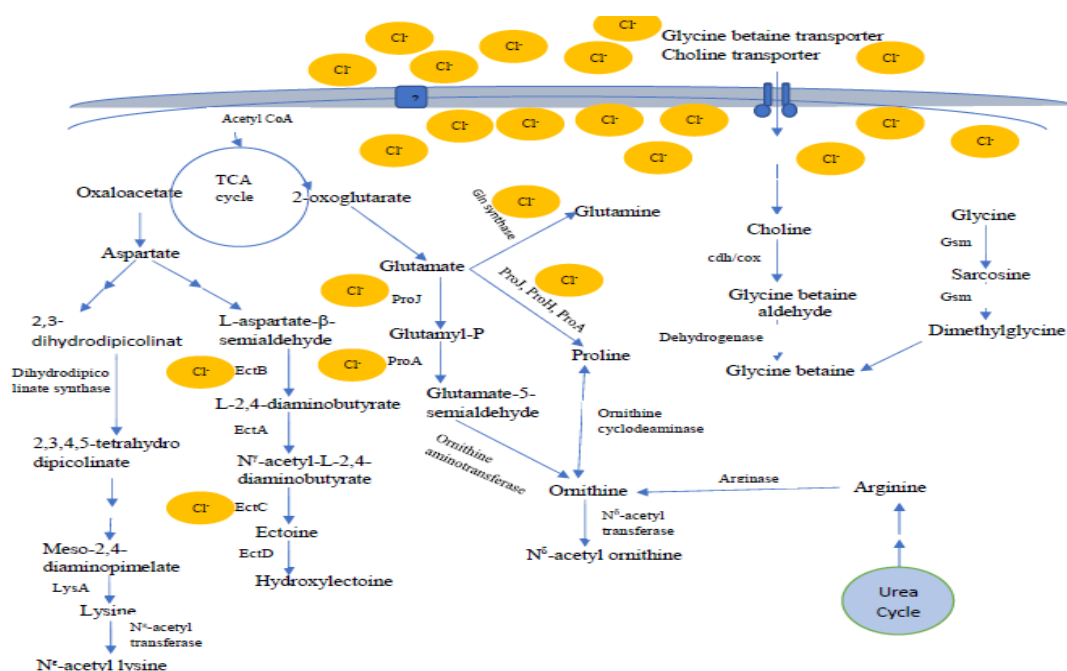 Cl-
Glycine betaine transporter
Choline transporter
Cl-
Cl-
Cl-
Cl-
Cl-
Cl-
Cl-
?
Acetyl CoA
Cl-
Cl-
Cl-
Cl-
Cl-
Cl-
Cl-
Cl-
Cl-
Oxaloacetate
TCA
cycle
2-oxoglutarate
Gln synthase
Cl-
Glutamine
Choline
Glycine
Aspartate
Glutamate
cdh/cox
Gsm
Sarcosine
Cl-
ProJ
ProJ, ProH, ProA
Cl-
Glycine betaine
aldehyde
Gsm
2,3-
dihydrodipicolinat
L-aspartate-β-
semialdehyde
Glutamyl-P
Dimethylglycine
Dehydrogenase
Proline
Glycine betaine
Dihydrodipico
linate synthase
Cl-
EctB
Cl-
ProA
L-2,4-diaminobutyrate
Glutamate-5-
semialdehyde
Ornithine
cyclodeaminase
EctA
2,3,4,5-tetrahydro
dipicolinate
Nγ-acetyl-L-2,4-
diaminobutyrate
Ornithine
aminotransferase
Ornithine
Arginase
Arginine
Cl-
EctC
Nδ-acetyl
transferase
Ectoine
EctD
Nδ-acetyl ornithine
Meso-2,4-
diaminopimelate
Hydroxylectoine
LysA
Lysine
Urea
Cycle
Nε-acetyl
transferase
Nε-acetyl lysine